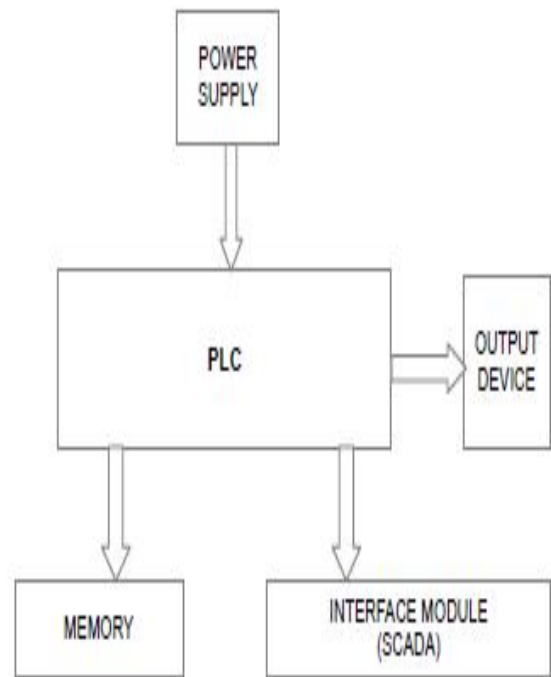 POWER
SUPPLY
PLC
OUTPUT
DEVICE
MEMORY
INTERFACE MODULE
(SCADA)